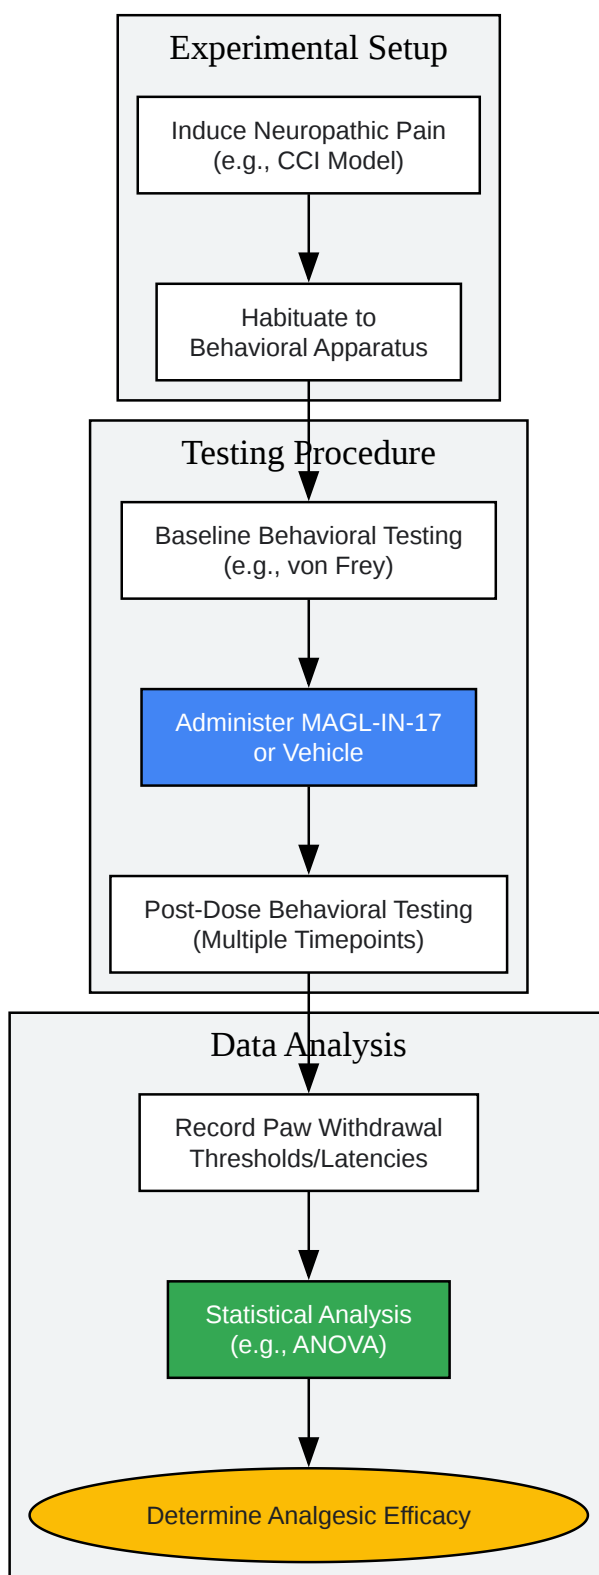 Experimental Setup
Induce Neuropathic Pain
(e.g., CCI Model)
Habituate to
Behavioral Apparatus
Testing Procedure
Baseline Behavioral Testing
(e.g., von Frey)
Administer MAGL-IN-17
or Vehicle
Post-Dose Behavioral Testing
(Multiple Timepoints)
Data Analysis
Record Paw Withdrawal
Thresholds/Latencies
Statistical Analysis
(e.g., ANOVA)
Determine Analgesic Efficacy